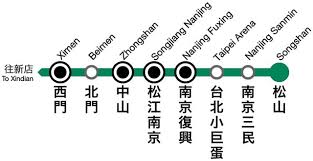 Ximen
Beimen
Zhongshan
Songjiang Nanjing
Nanjing Fuxing
Taipei Arena
Nanjing Sanmin
Songshan
往新店
To Xindian
西門
北門
中山
松江南京
南京復興
台北小巨蛋
南京三民
松山